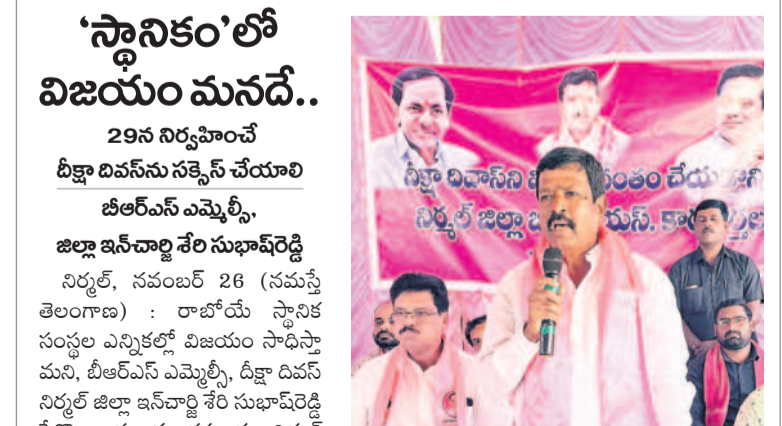 ‘స్థానికం’లో
విజయం మనదే..
29న నిర్వహించే
దీక్షా దివస్‌ను సక్సెస్ చేయాలి
బీఆర్ఎస్ ఎమ్మెల్సీ,
జిల్లా ఇన్‌చార్జి శేరి సుభాష్‌రెడ్డి
నిర్మల్, నవంబర్ 26 (నమస్తే
తెలంగాణ) : రాబోయే స్థానిక
సంస్థల ఎన్నికల్లో విజయం సాధిస్తా
మని, బీఆర్ఎస్ ఎమ్మెల్సీ, దీక్షా దివస్
నిర్మల్ జిల్లా ఇన్‌చార్జి శేరి సుభాష్‌రెడ్డి
దీక్షా దివాస్‌ని
నిర్మల్ జిల్లా